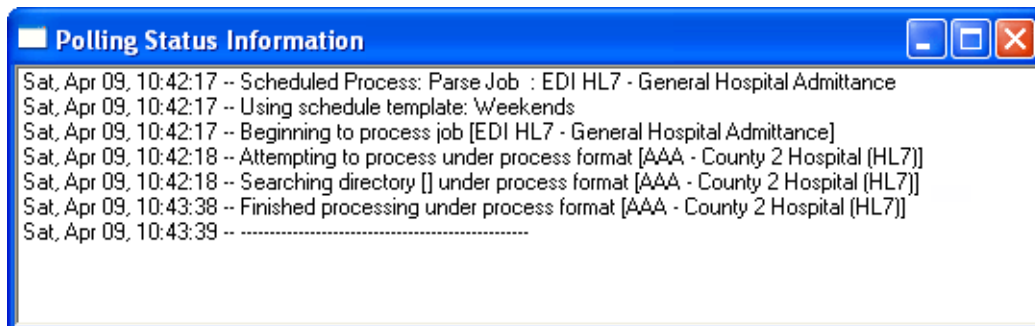 Polling Status Information
Sat, Apr 09, 10:42:17 -- Scheduled Process: Parse Job : EDI HL7 - General Hospital Admittance
Sat, Apr 09, 10:42:17 -- Using schedule template: Weekends
Sat, Apr 09, 10:42:17 -- Beginning to process job [EDI HL7 - General Hospital Admittance]
Sat, Apr 09, 10:42:18 -- Attempting to process under process format [AAA - County 2 Hospital (HL7)]
Sat, Apr 09, 10:42:18 -- Searching directory [] under process format [AAA - County 2 Hospital (HL7)]
Sat, Apr 09, 10:43:38 -- Finished processing under process format [AAA - County 2 Hospital (HL7)]
Sat, Apr 09, 10:43:39 -- --------------------------------------------------